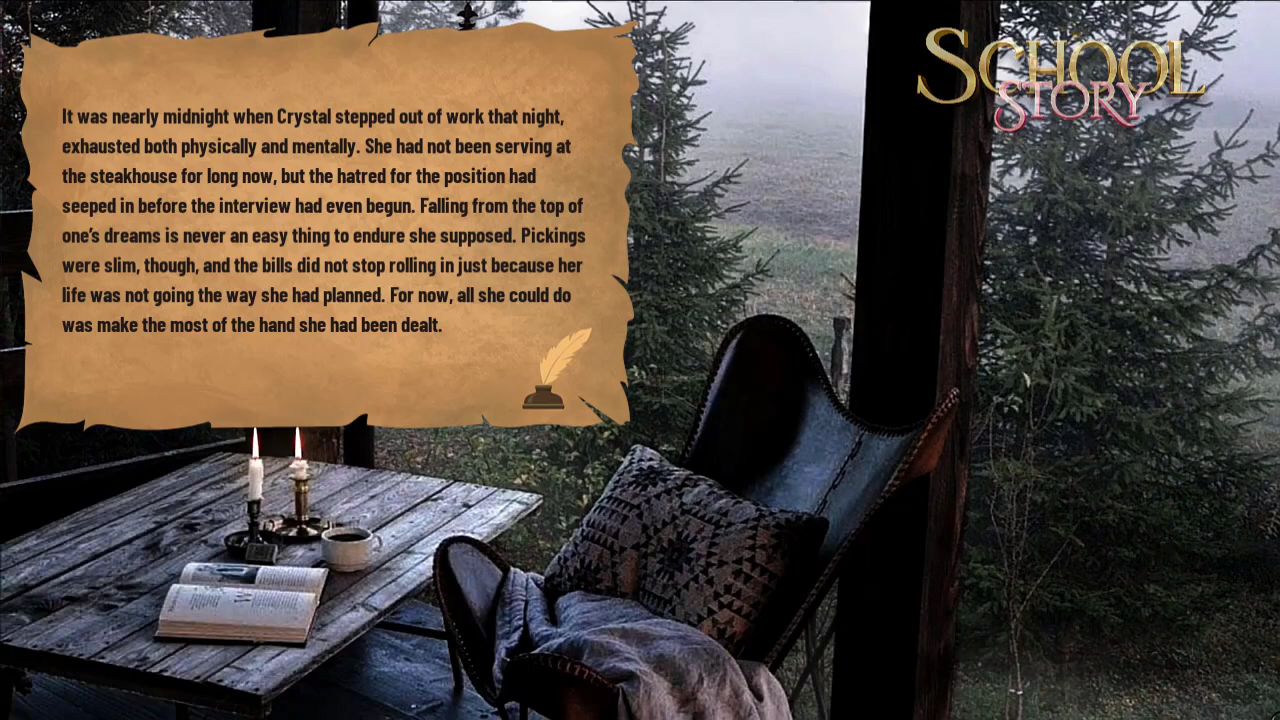 It was nearly midnight when Crystal stepped out of work that night,
exhausted both physically and mentally. She had not been serving at
the steakhouse for long now, but the hatred for the position had
seeped in before the interview had even begun. Falling from the top of
one's dreams is never an easy thing to endure she supposed. Pickings
were slim, though, and the bills did not stop rolling in just because her
life was not going the way she had planned. For now, all she could do
was make the most of the hand she had been dealt.
SCHOOL
STORY